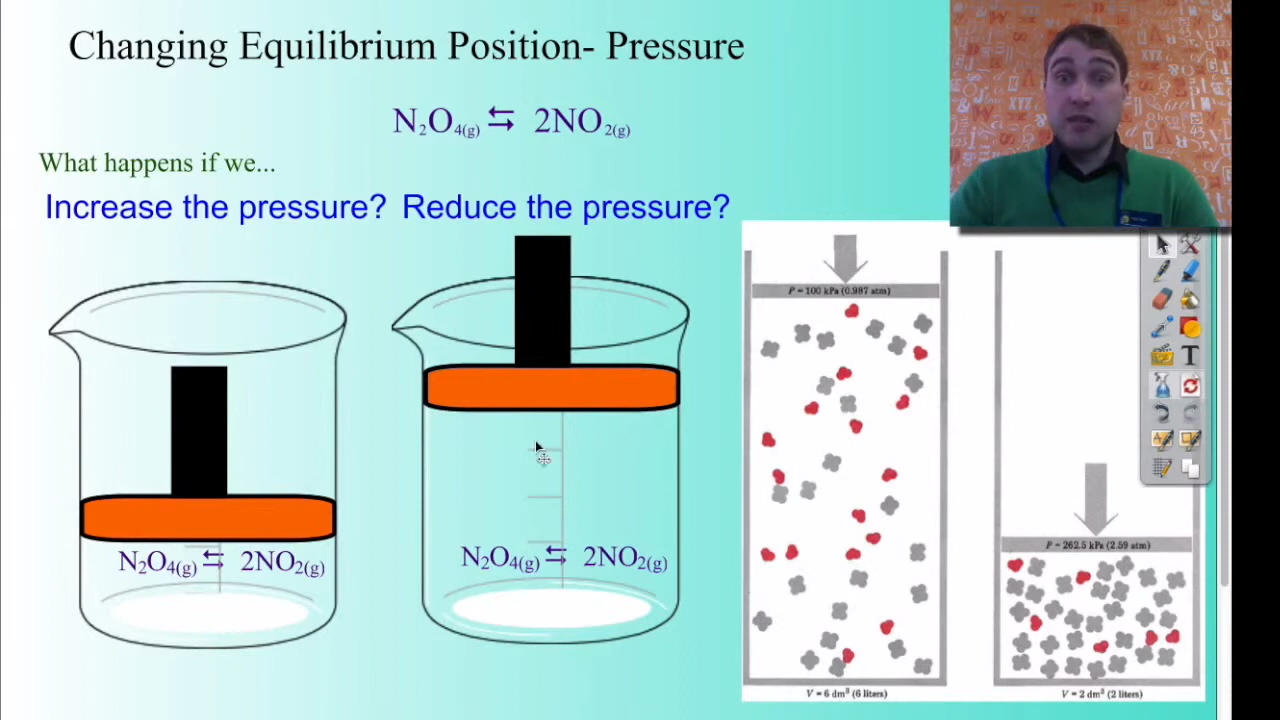 Changing Equilibrium Position- Pressure
N₂O₄(g) ⇆ 2NO₂(g)
What happens if we...
Increase the pressure? Reduce the pressure?
P = 100 kPa (0.987 atm)
P = 262.5 kPa (2.59 atm)
N₂O₄(g) ⇆ 2NO₂(g)
N₂O₄(g) ⇆ 2NO₂(g)
V = 6 dm³ (6 liters)
V = 2 dm³ (2 liters)